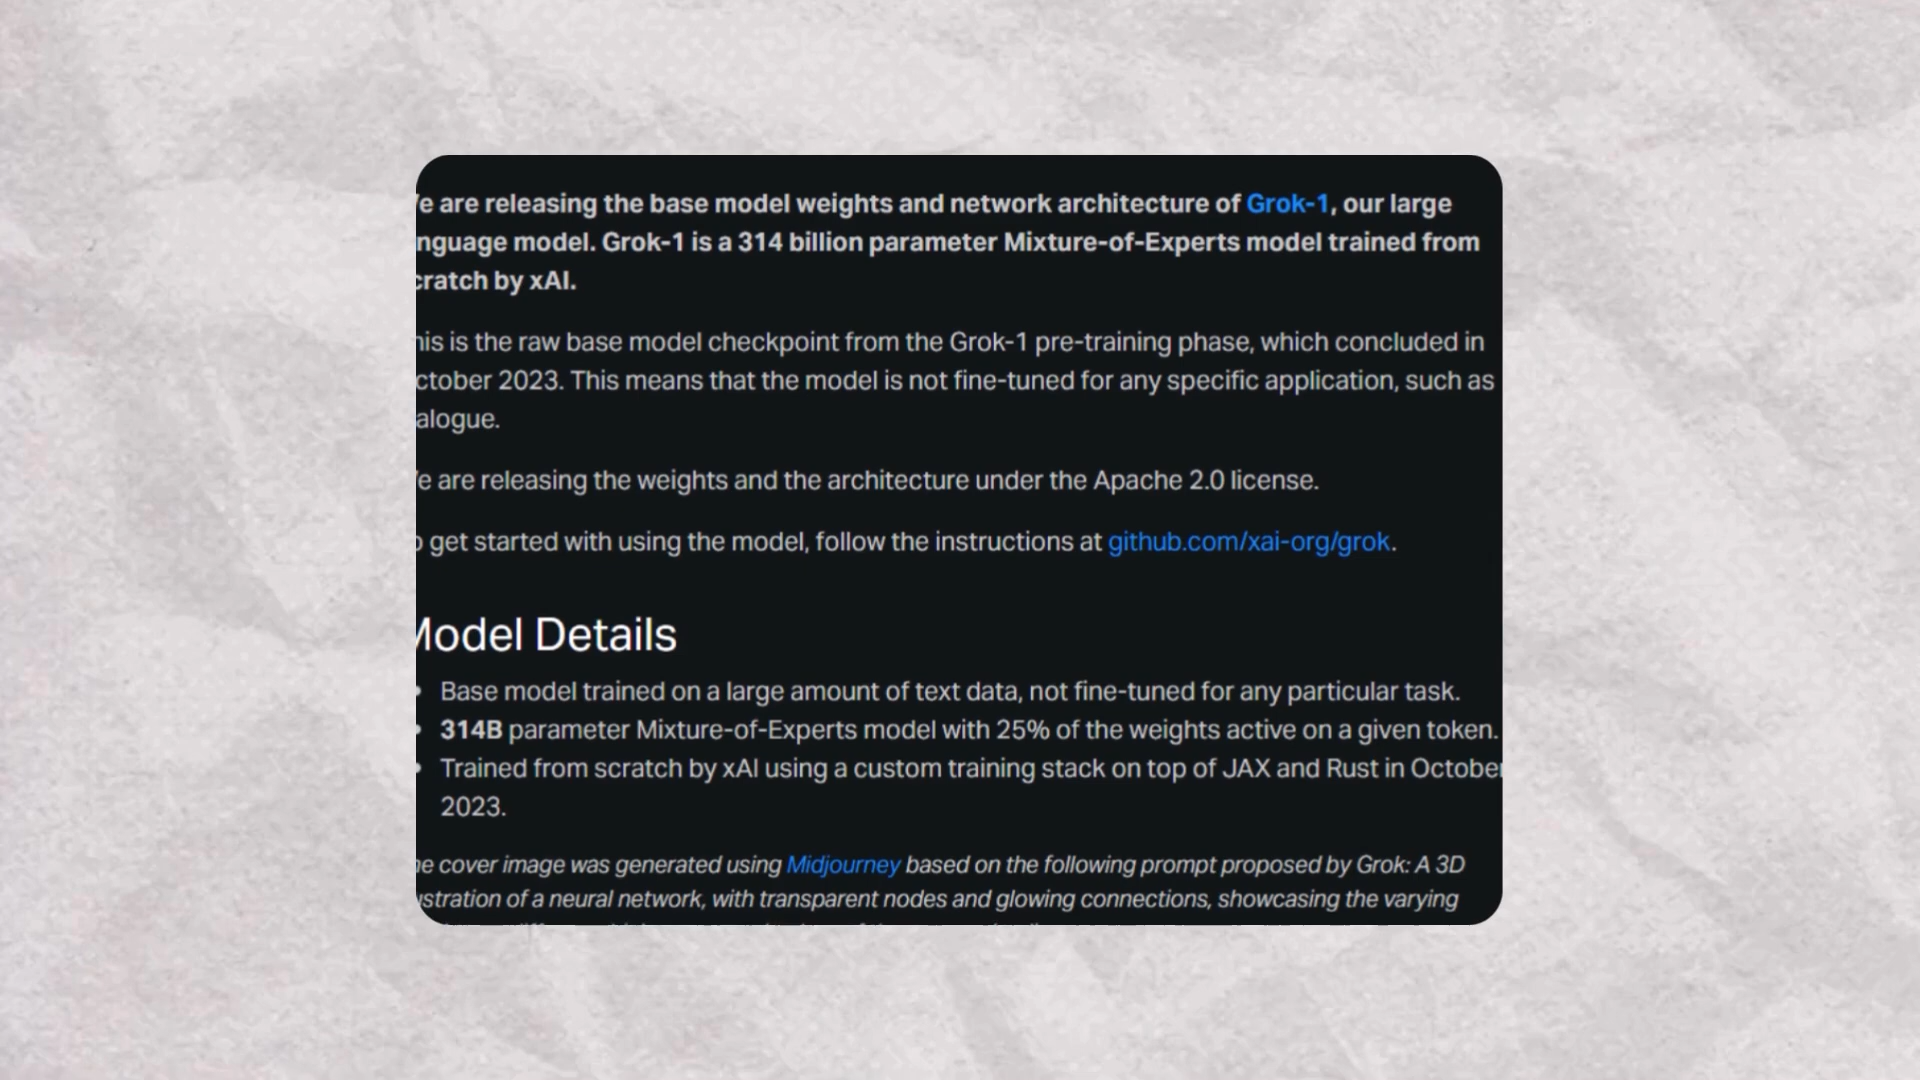 e are releasing the base model weights and network architecture of Grok-1, our large
nguage model. Grok-1 is a 314 billion parameter Mixture-of-Experts model trained from
cratch by xAI.
his is the raw base model checkpoint from the Grok-1 pre-training phase, which concluded in
ctober 2023. This means that the model is not fine-tuned for any specific application, such as
alogue.
e are releasing the weights and the architecture under the Apache 2.0 license.
o get started with using the model, follow the instructions at github.com/xai-org/grok.
Model Details
• Base model trained on a large amount of text data, not fine-tuned for any particular task.
• 314B parameter Mixture-of-Experts model with 25% of the weights active on a given token.
• Trained from scratch by xAI using a custom training stack on top of JAX and Rust in October
2023.
e cover image was generated using Midjourney based on the following prompt proposed by Grok: A 3D
ustration of a neural network, with transparent nodes and glowing connections, showcasing the varying